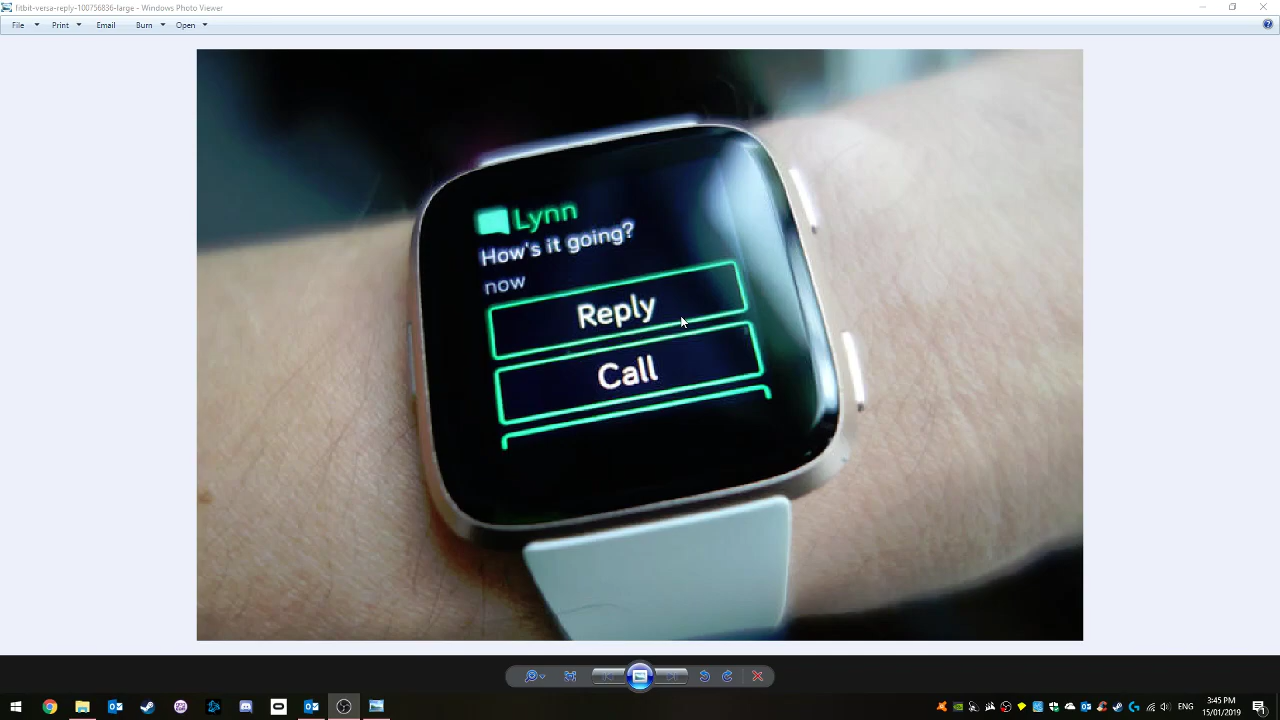 fitbit-versa-reply-100756836-large - Windows Photo Viewer
File Print Email Burn Open
Lynn
How's it going?
now
Reply
Call
ENG
3:45 PM
15/01/2019